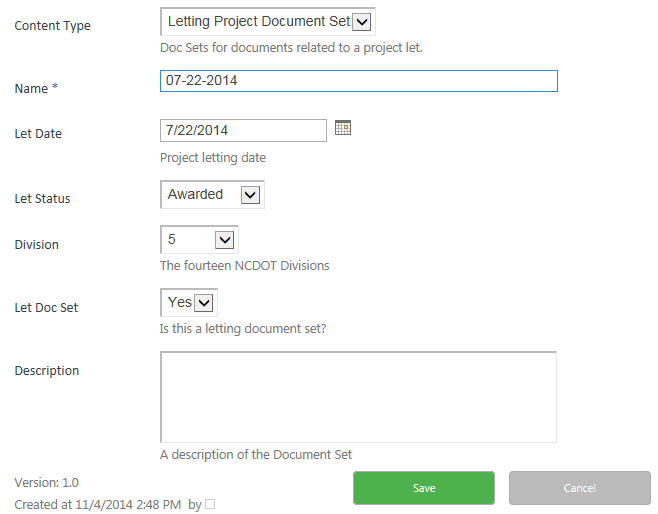 Content Type Letting Project Document Set
Doc Sets for documents related to a project let.
Name * 07-22-2014
Let Date 7/22/2014
Project letting date
Let Status Awarded
Division 5
The fourteen NCDOT Divisions
Let Doc Set Yes
Is this a letting document set?
Description
A description of the Document Set
Version: 1.0
Save Cancel
Created at 11/4/2014 2:48 PM by